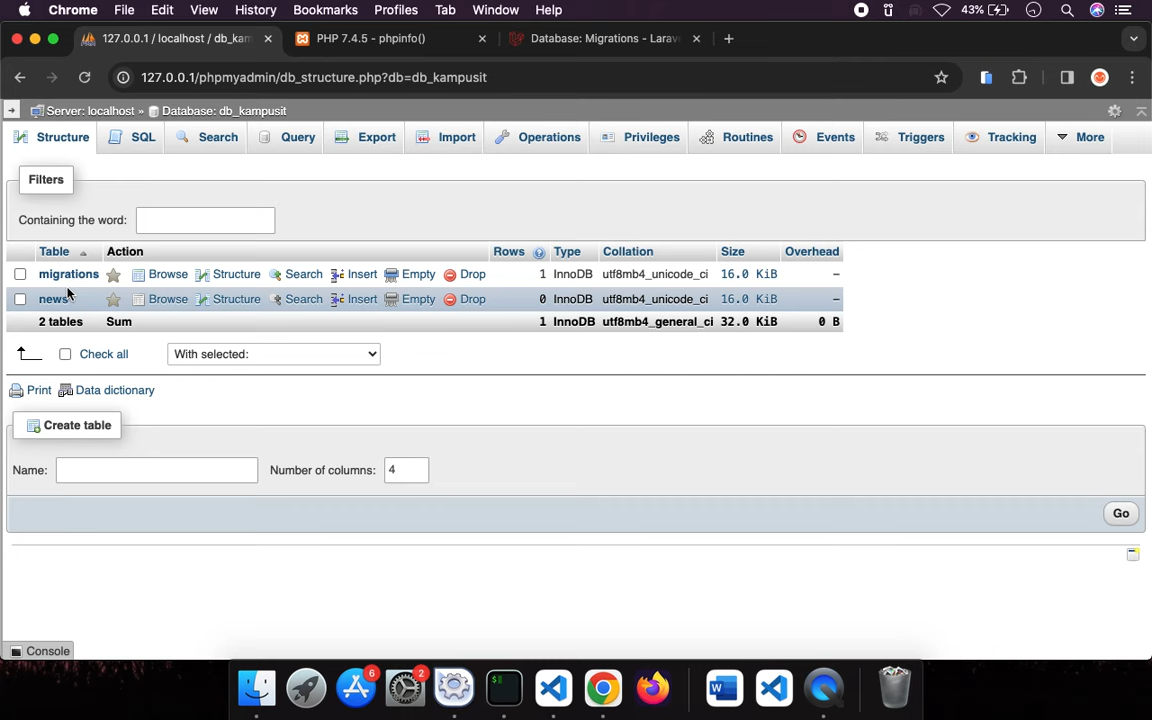 Chrome File Edit View History Bookmarks Profiles Tab Window Help 43%
127.0.0.1 / localhost / db_kam PHP 7.4.5 - phpinfo() Database: Migrations - Larav
127.0.0.1/phpmyadmin/db_structure.php?db=db_kampusit
Server: localhost » Database: db_kampusit
Structure SQL Search Query Export Import Operations Privileges Routines Events Triggers Tracking More
Filters
Containing the word:
Table Action Rows Type Collation Size Overhead
migrations Browse Structure Search Insert Empty Drop 1 InnoDB utf8mb4_unicode_ci 16.0 KiB -
news Browse Structure Search Insert Empty Drop 0 InnoDB utf8mb4_unicode_ci 16.0 KiB -
2 tables Sum 1 InnoDB utf8mb4_general_ci 32.0 KiB 0 B
Check all With selected:
Print Data dictionary
Create table
Name: Number of columns: 4
Go
Console
6 2
W